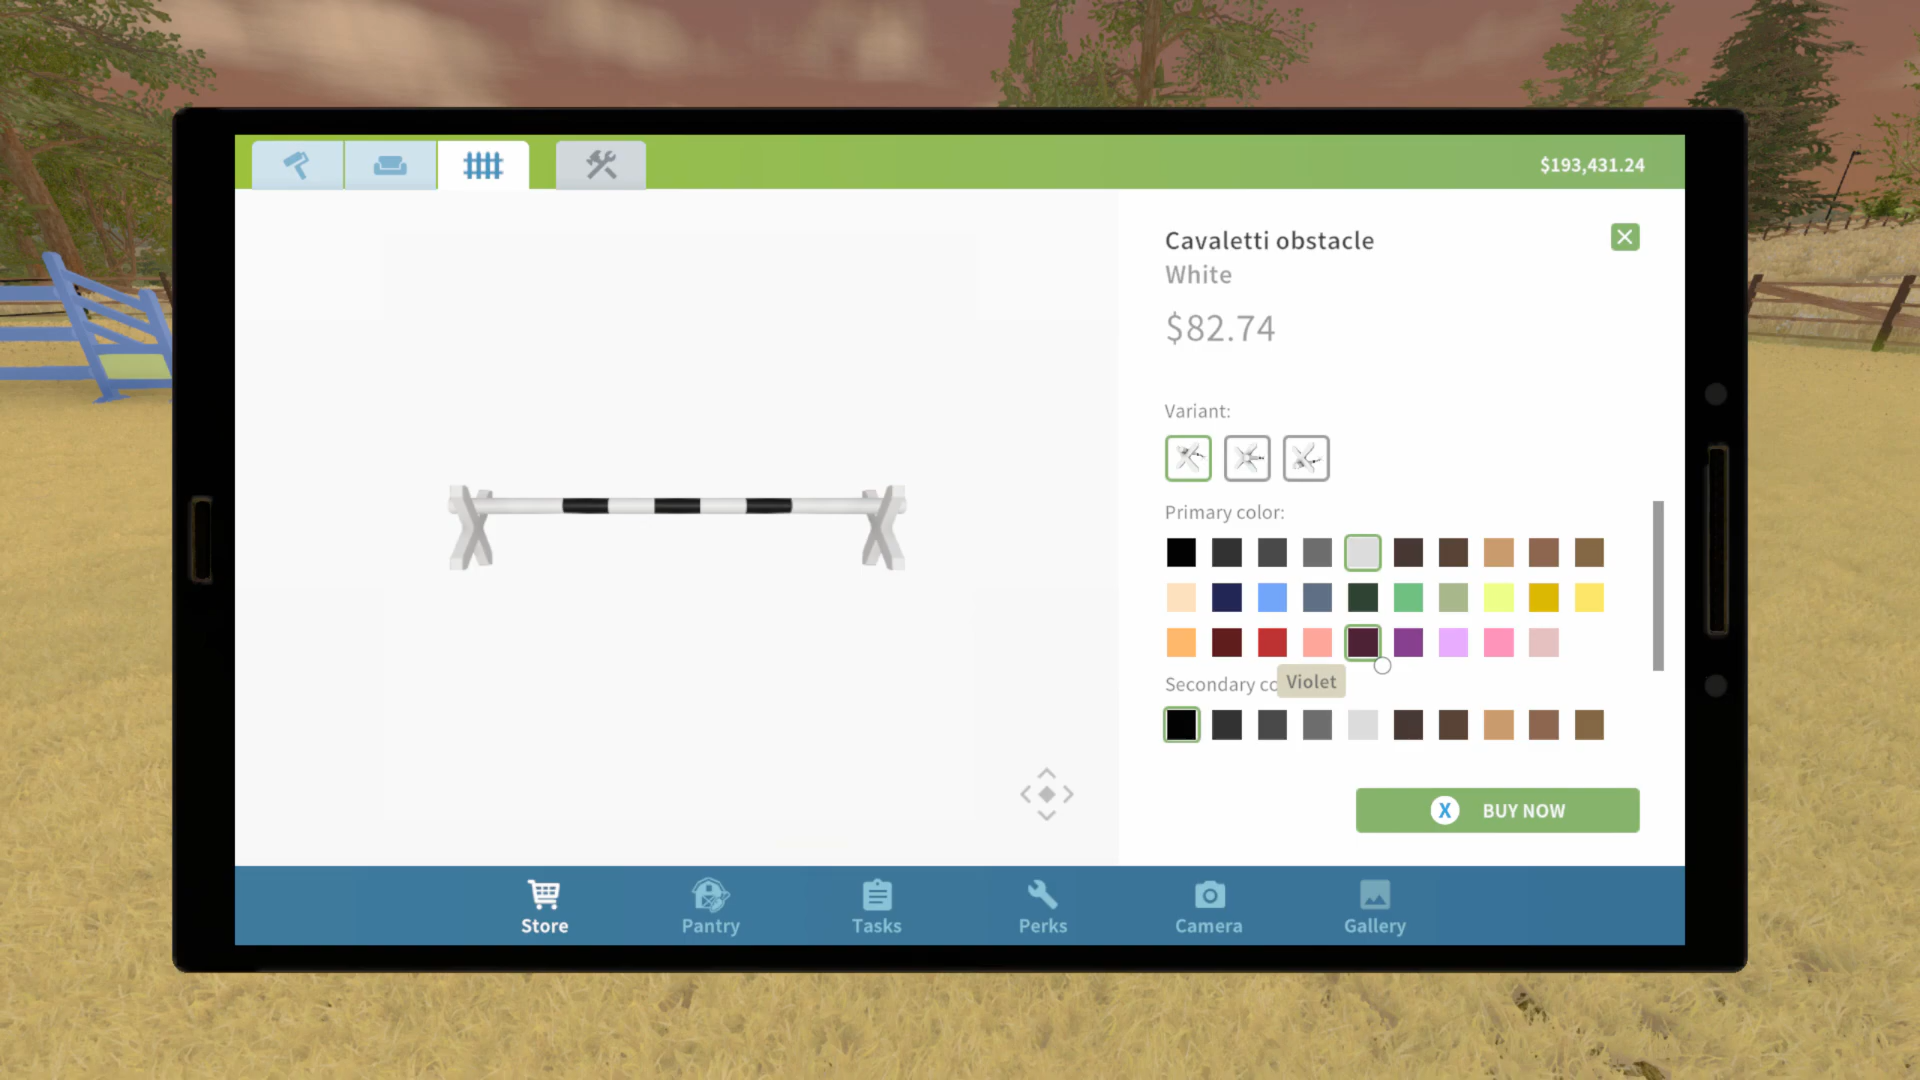 $193,431.24
Cavaletti obstacle
White
$82.74
Variant:
Primary color:
Secondary co
Violet
X BUY NOW
Store
Pantry
Tasks
Perks
Camera
Gallery